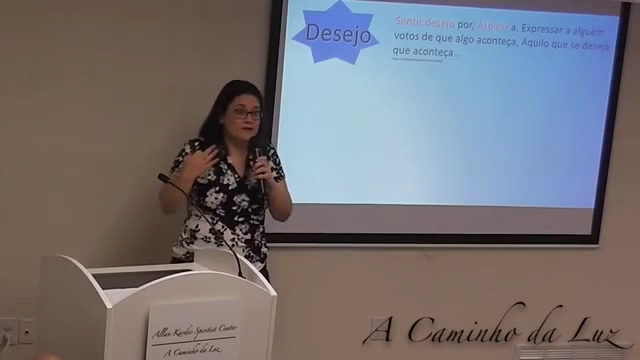 Desejo
Sentir desejo por, Aspirar a, Expressar a alguém
votos de que algo aconteça, Aquilo que se deseja
que aconteça...
Allan Kardec Spiritist Center
A Caminho da Luz
A Caminho da Luz